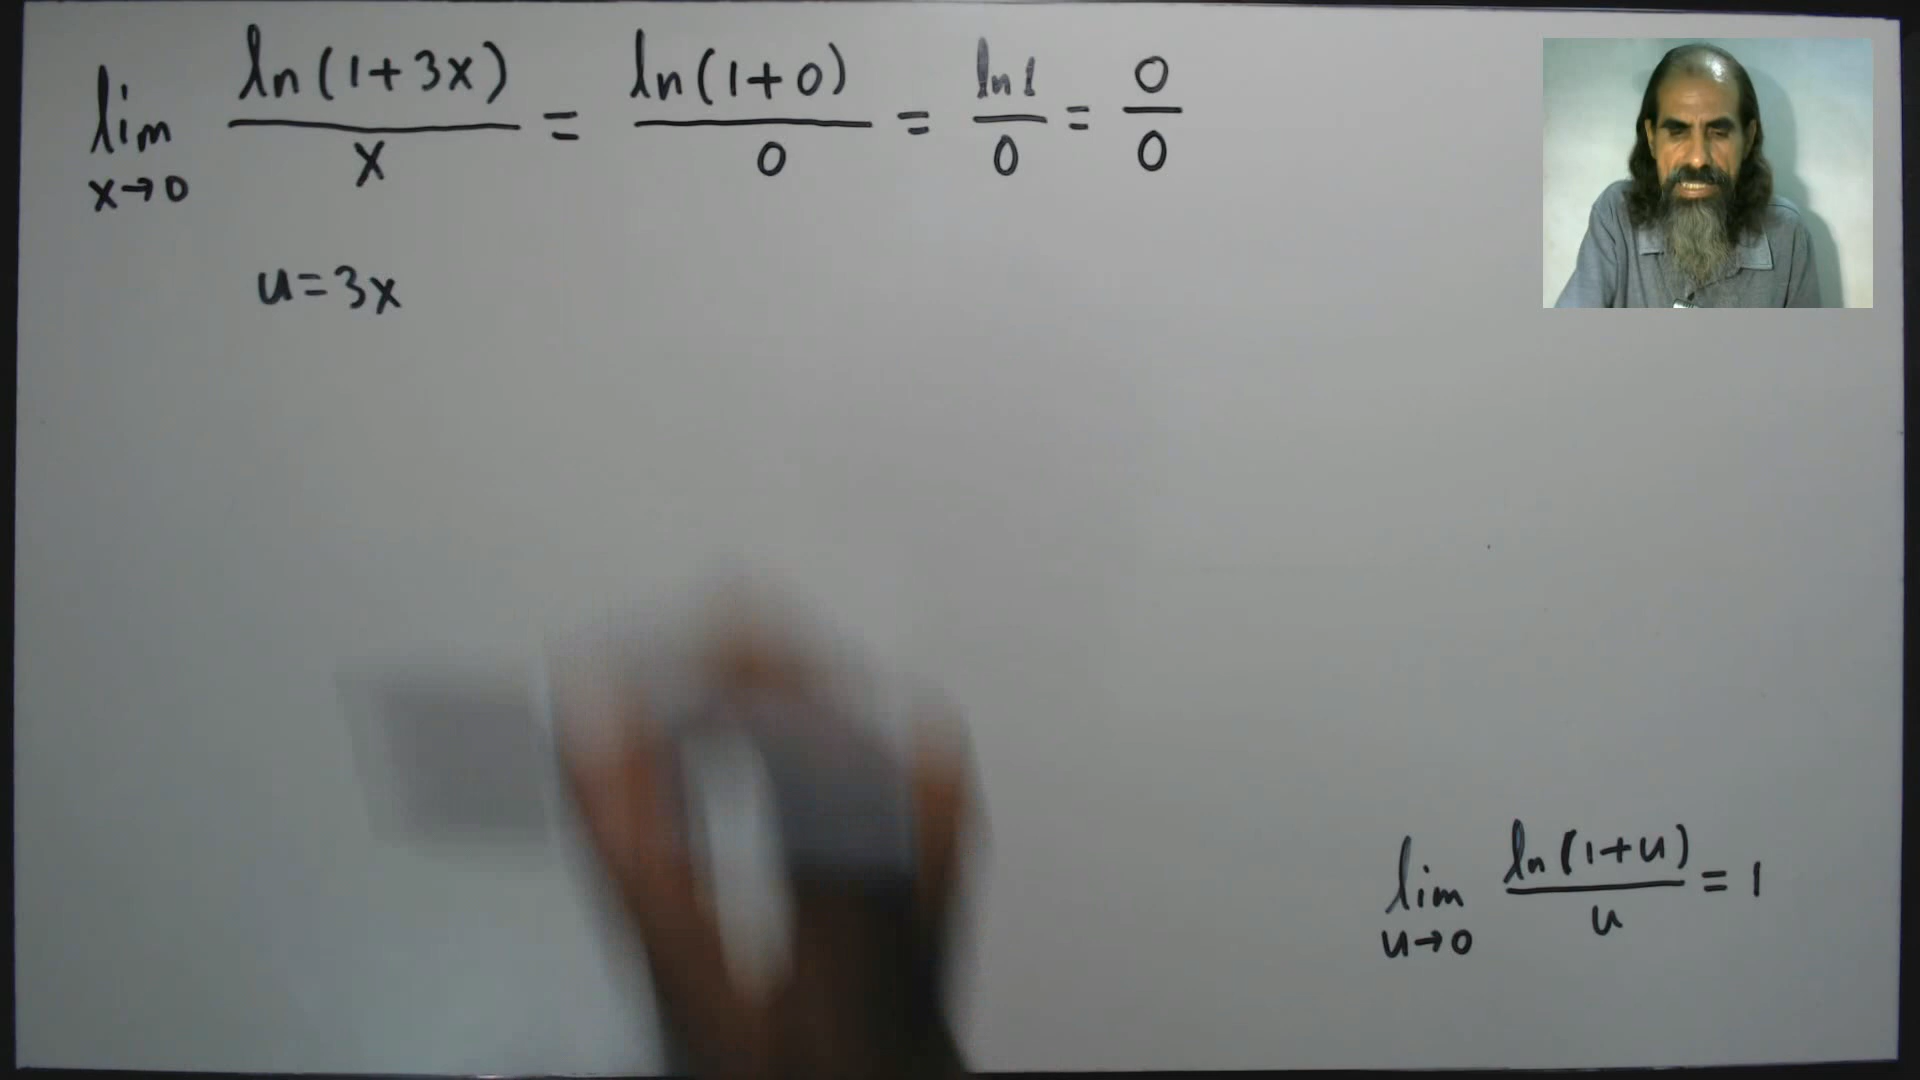 lim x→0 ln(1+3x)/x = ln(1+0)/0 = ln1/0 = 0/0
u=3x
lim u→0 ln(1+u)/u = 1